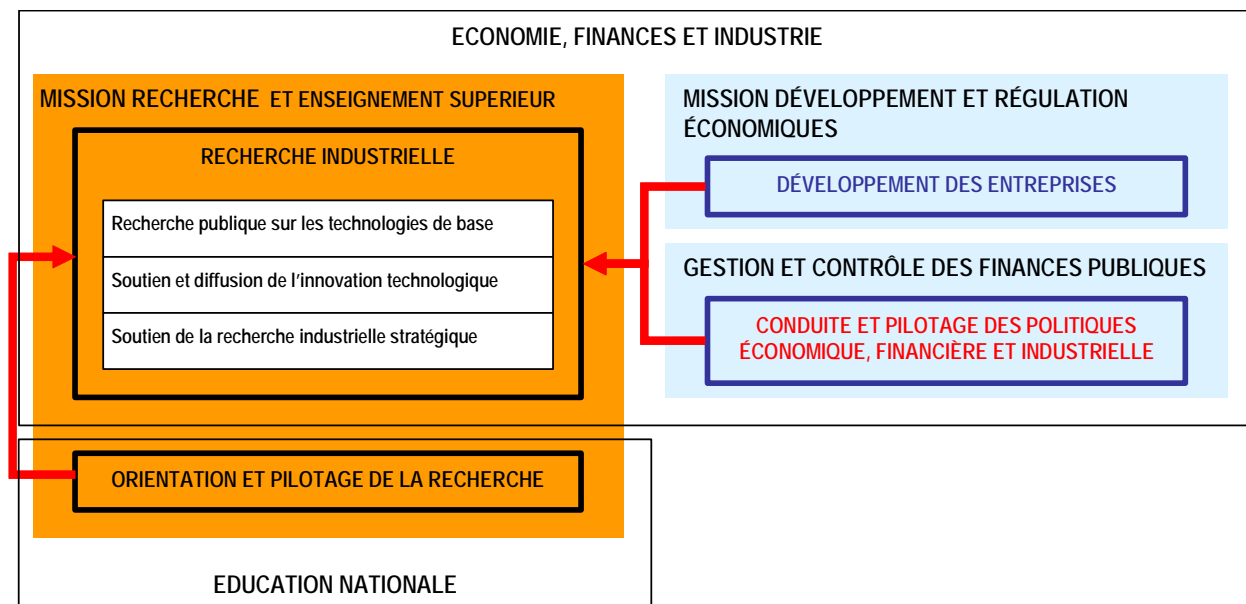 ECONOMIE, FINANCES ET INDUSTRIE
MISSION RECHERCHE ET ENSEIGNEMENT SUPERIEUR
RECHERCHE INDUSTRIELLE
Recherche publique sur les technologies de base
Soutien et diffusion de l'innovation technologique
Soutien de la recherche industrielle stratégique
MISSION DÉVELOPPEMENT ET RÉGULATION
ÉCONOMIQUES
DÉVELOPPEMENT DES ENTREPRISES
GESTION ET CONTRÔLE DES FINANCES PUBLIQUES
CONDUITE ET PILOTAGE DES POLITIQUES
ÉCONOMIQUE, FINANCIÈRE ET INDUSTRIELLE
ORIENTATION ET PILOTAGE DE LA RECHERCHE
EDUCATION NATIONALE